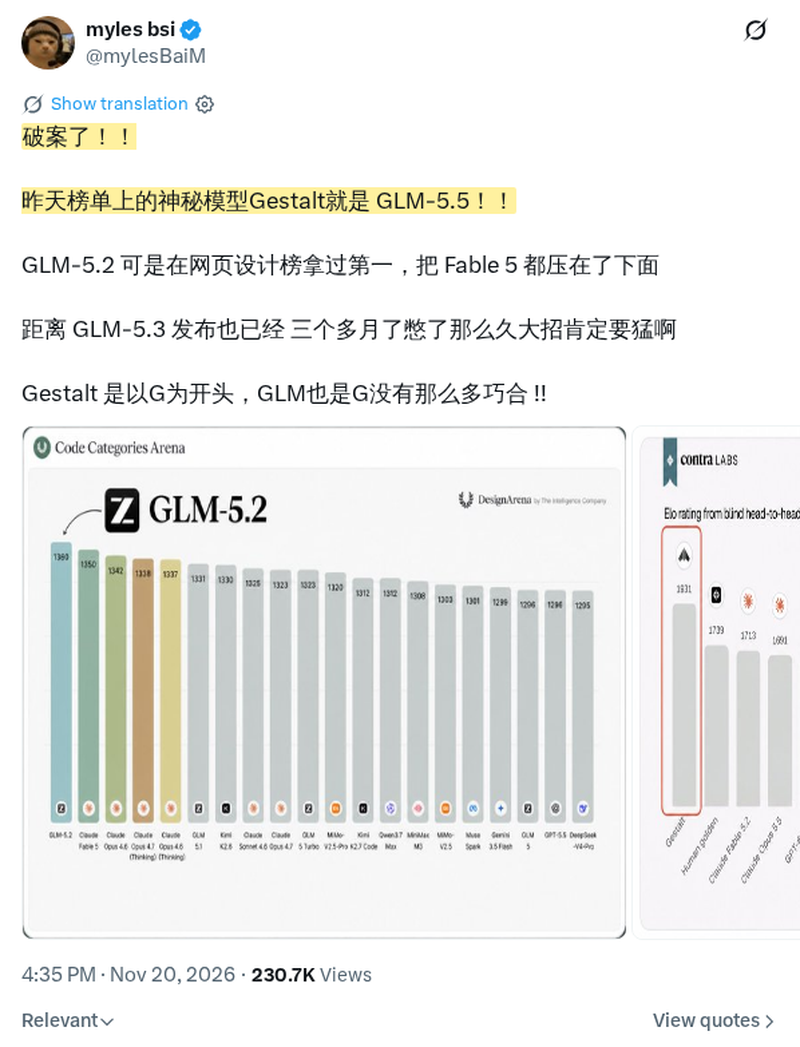 myles bsi
@mylesBaiM
Show translation
破案了！！
昨天榜单上的神秘模型Gestalt就是 GLM-5.5！！
GLM-5.2 可是在网页设计榜拿过第一，把 Fable 5 都压在了下面
距离 GLM-5.3 发布也已经 三个多月了憋了那么久大招肯定要猛啊
Gestalt 是以G为开头，GLM也是G没有那么多巧合 !!
Code Categories Arena
GLM-5.2
DesignArena by The Intelligence Company
1360 1350 1342 1338 1337 1331 1330 1325 1323 1323 1320 1312 1312 1308 1303 1301 1299 1296 1296 1295
GLM-5.2 Claude Claude Claude Claude GLM Kimi Claude Claude GLM MiMo- Kimi Qwen3.7 MiniMax MiMo- Muse Gemini GLM GPT-5.5 DeepSeek
Fable 5 Opus 4.8 Opus 4.7 Opus 4.6 5.1 K2.6 Sonnet 4.6 Opus 4.7 5 Turbo V2.5-Pro K2.7 Code Max M3 V2.5 Spark 3.5 Flash 5 -V4-Pro
(Thinking) (Thinking)
contra LABS
Elo rating from blind head-to-head
1931
1739
1713
1691
Gestalt
Human golden
Claude Fable 5.2
Claude Opus 5.5
4:35 PM · Nov 20, 2026 · 230.7K Views
Relevant
View quotes